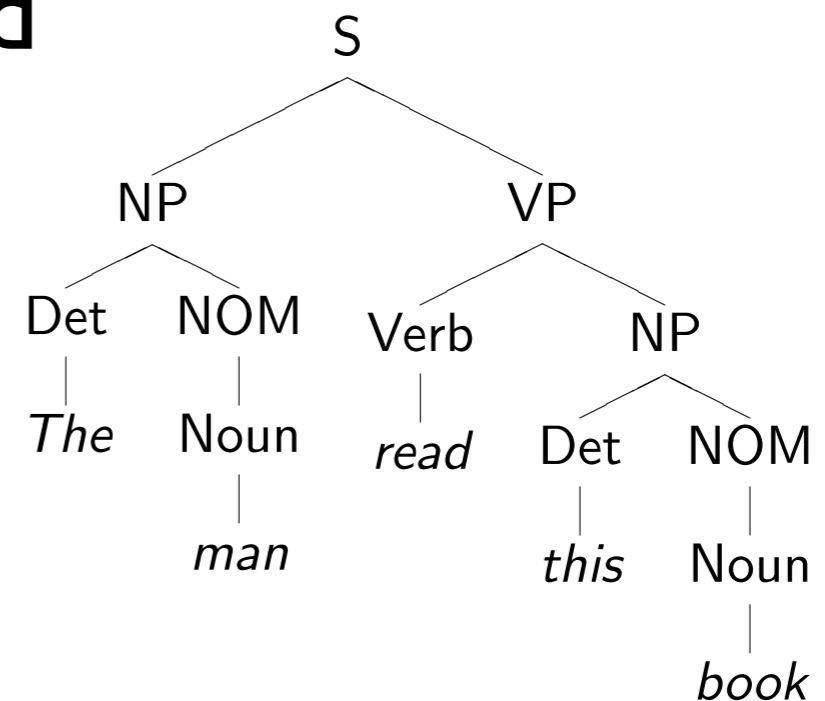 S
NP VP
Det NOM Verb NP
The Noun read Det NOM
man this Noun
book